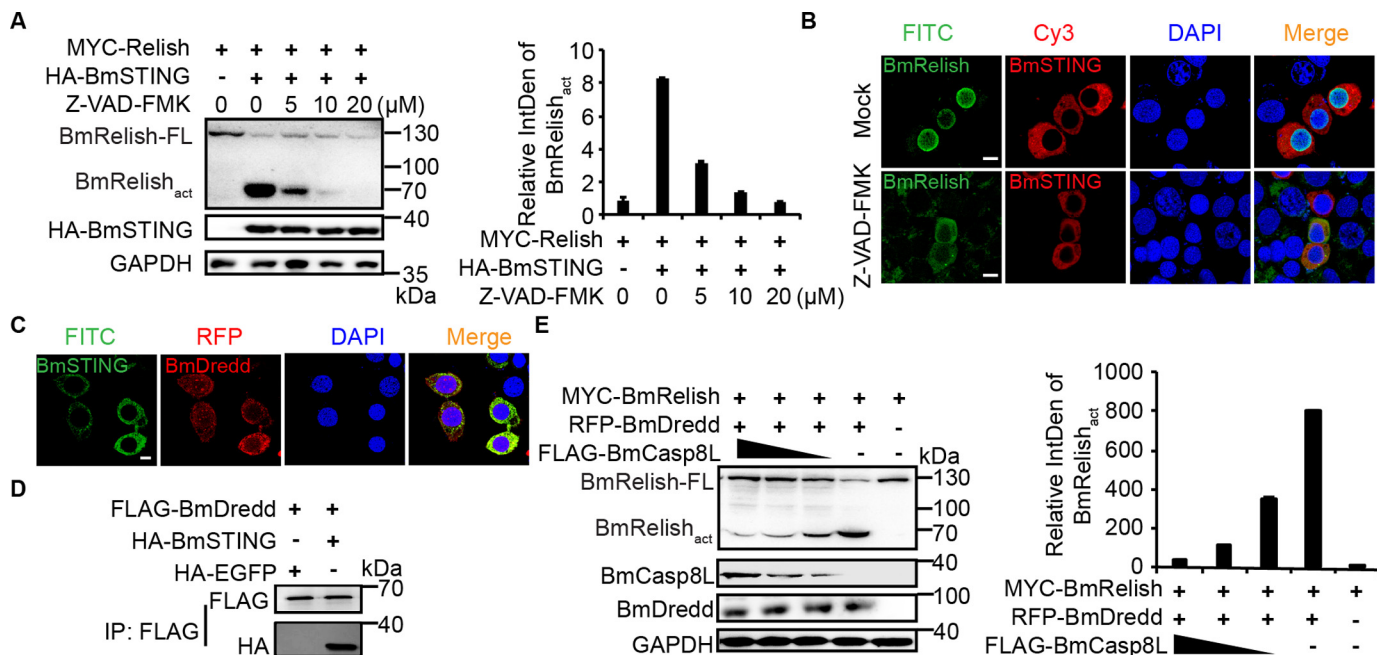 A
MYC-Relish + + + + +
HA-BmSTING - + + + +
Z-VAD-FMK 0 0 5 10 20 (μM)
BmRelish-FL
130
100
BmRelishact
70
40
HA-BmSTING
GAPDH
35
kDa
Relative IntDen of
BmRelishact
10
8
6
4
2
0
MYC-Relish + + + + +
HA-BmSTING - + + + +
Z-VAD-FMK 0 0 5 10 20 (μM)
B
FITC Cy3 DAPI Merge
Mock
BmRelish BmSTING
Z-VAD-FMK
BmRelish BmSTING
C
FITC RFP DAPI Merge
BmSTING BmDredd
D
FLAG-BmDredd + +
HA-BmSTING - +
HA-EGFP + -
kDa
70
FLAG
IP: FLAG
40
HA
E
MYC-BmRelish + + + + +
RFP-BmDredd + + + + -
FLAG-BmCasp8L - -
kDa
BmRelish-FL
130
100
BmRelishact
70
BmCasp8L
40
100
BmDredd
GAPDH
40
Relative IntDen of
BmRelishact
1000
800
600
400
200
0
MYC-BmRelish + + + + +
RFP-BmDredd + + + + -
FLAG-BmCasp8L - -